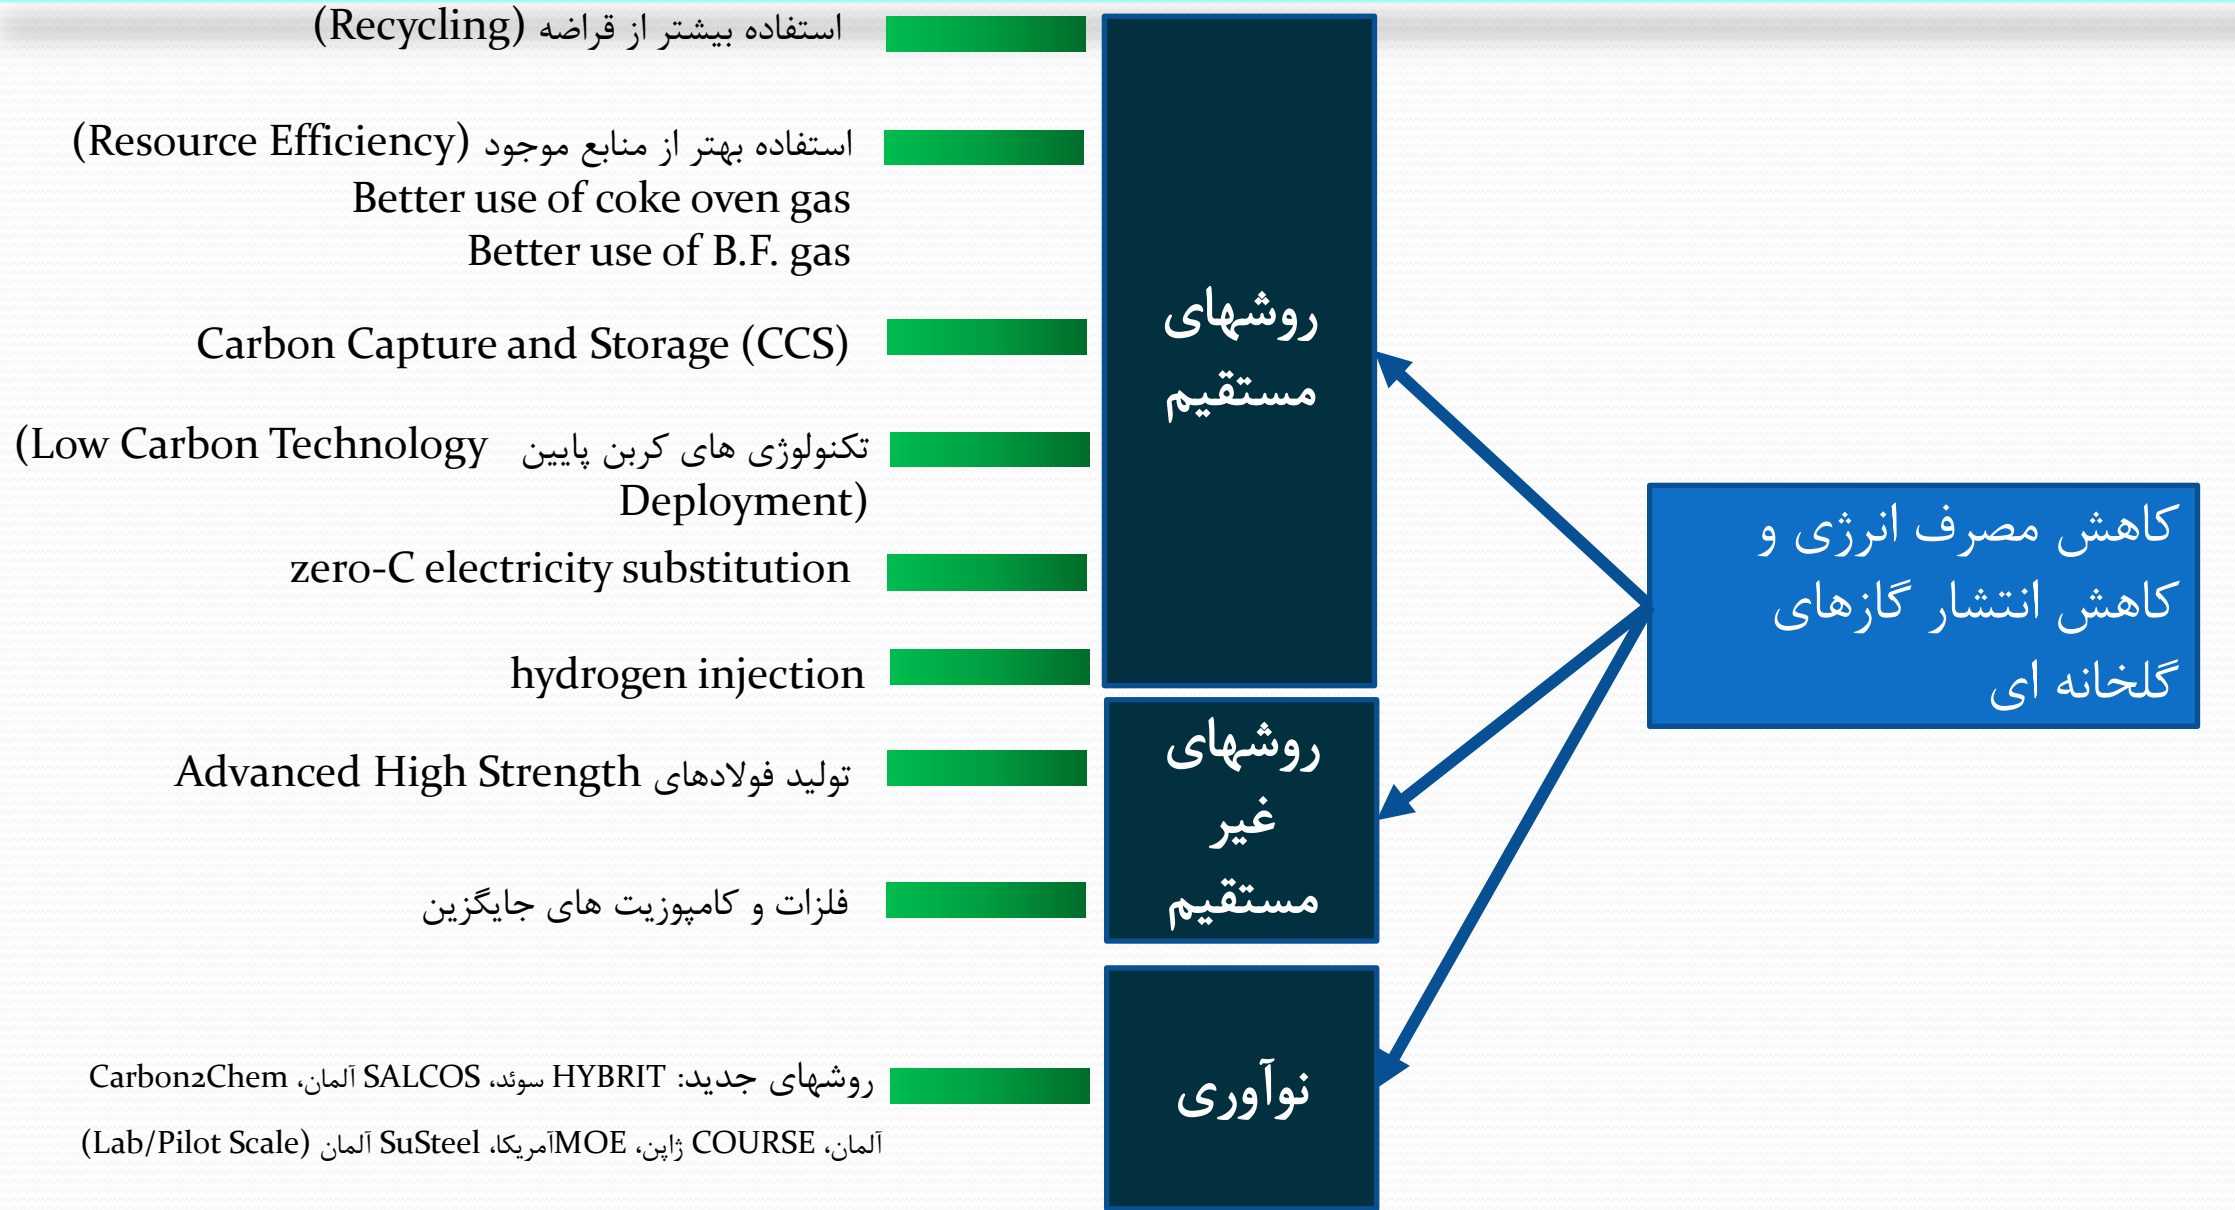 کاهش مصرف انرژی و
کاهش انتشار گازهای
گلخانه ای
روشهای
مستقیم
استفاده بیشتر از قراضه (Recycling)
استفاده بهتر از منابع موجود (Resource Efficiency)
Better use of coke oven gas
Better use of B.F. gas
Carbon Capture and Storage (CCS)
تکنولوژی های کربن پایین (Low Carbon Technology
Deployment)
zero-C electricity substitution
hydrogen injection
روشهای
غیر
مستقیم
تولید فولادهای Advanced High Strength
فلزات و کامپوزیت های جایگزین
نوآوری
روشهای جدید: HYBRIT سوئد، SALCOS آلمان، Carbon2Chem
آلمان، COURSE ژاپن، MOEآمریکا، SuSteel آلمان (Lab/Pilot Scale)